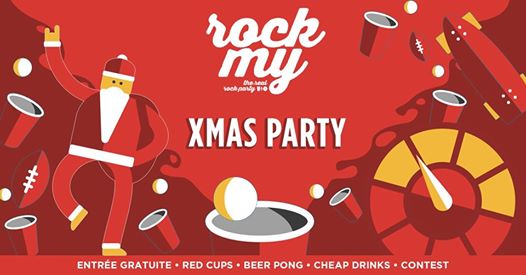 rock
my
the real
rock party
XMAS PARTY
ENTRÉE GRATUITE • RED CUPS • BEER PONG • CHEAP DRINKS • CONTEST